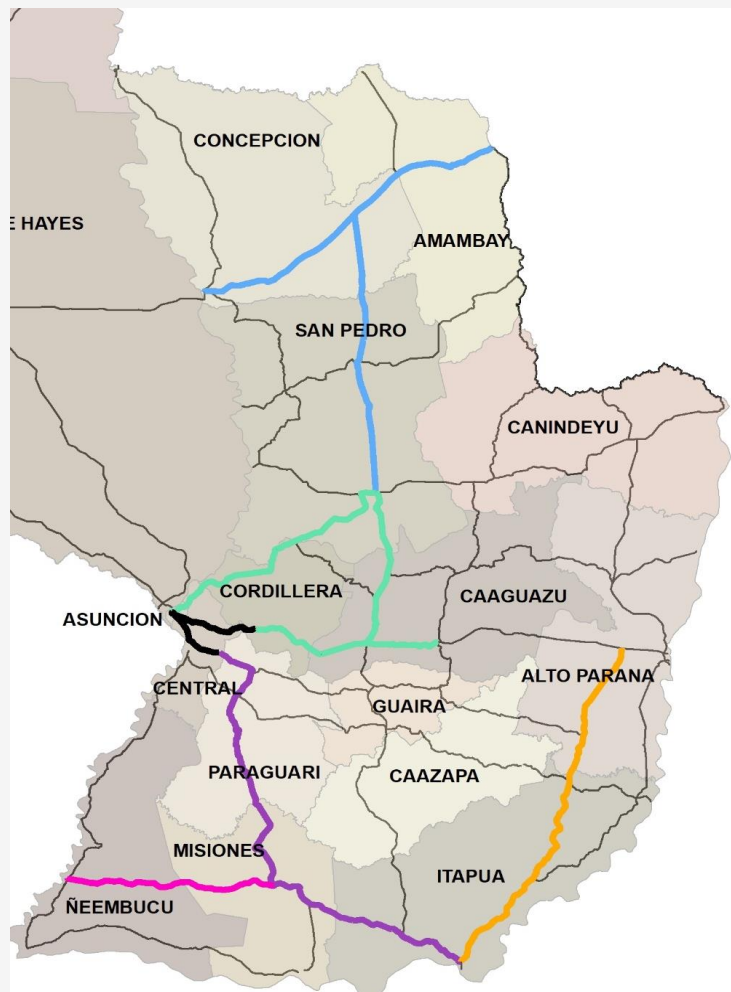 CONCEPCION
E HAYES
AMAMBAY
SAN PEDRO
CANINDEYU
CORDILLERA
CAAGUAZU
ASUNCION
CENTRAL
ALTO PARANA
GUAIRA
PARAGUARI
CAAZAPA
MISIONES
ITAPUA
ÑEEMBUCU